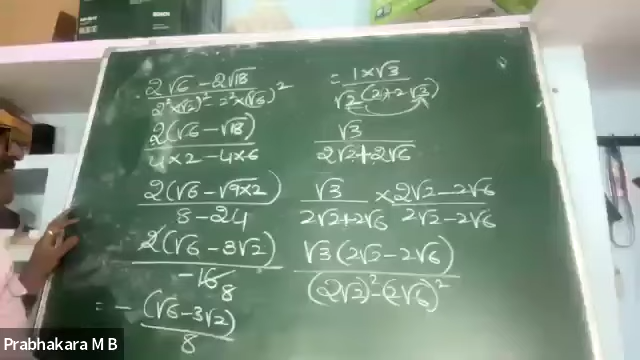 = 1×√3 / √2(2+2√3)
√3 / 2√2+2√6
√3 / 2√2+2√6 × 2√2-2√6 / 2√2-2√6
√3(2√2-2√6) / (2√2)²-(2√6)²
2√6-2√18 / 2²×(√2)²-2²×(√6)²
2(√6-√18) / 4×2-4×6
2(√6-√9×2) / 8-24
2(√6-3√2) / -16 8
= - (√6-3√2) / 8
Prabhakara M B